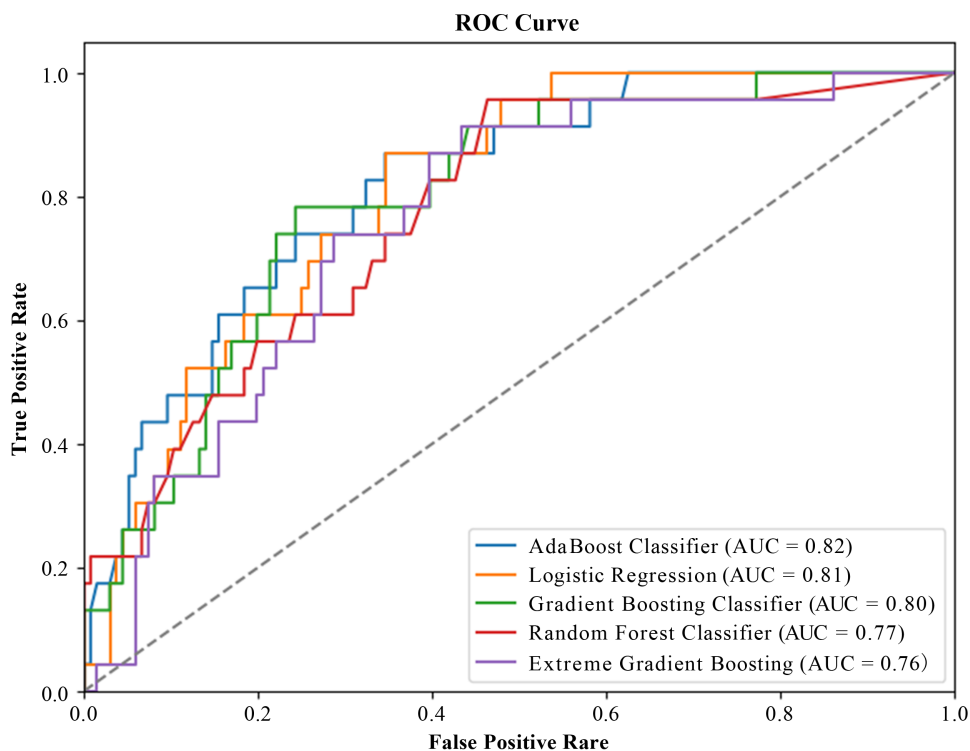 ROC Curve
1.0
0.8
0.6
0.4
0.2
0.0
True Positive Rate
AdaBoost Classifier (AUC = 0.82)
Logistic Regression (AUC = 0.81)
Gradient Boosting Classifier (AUC = 0.80)
Random Forest Classifier (AUC = 0.77)
Extreme Gradient Boosting (AUC = 0.76)
0.0 0.2 0.4 0.6 0.8 1.0
False Positive Rare